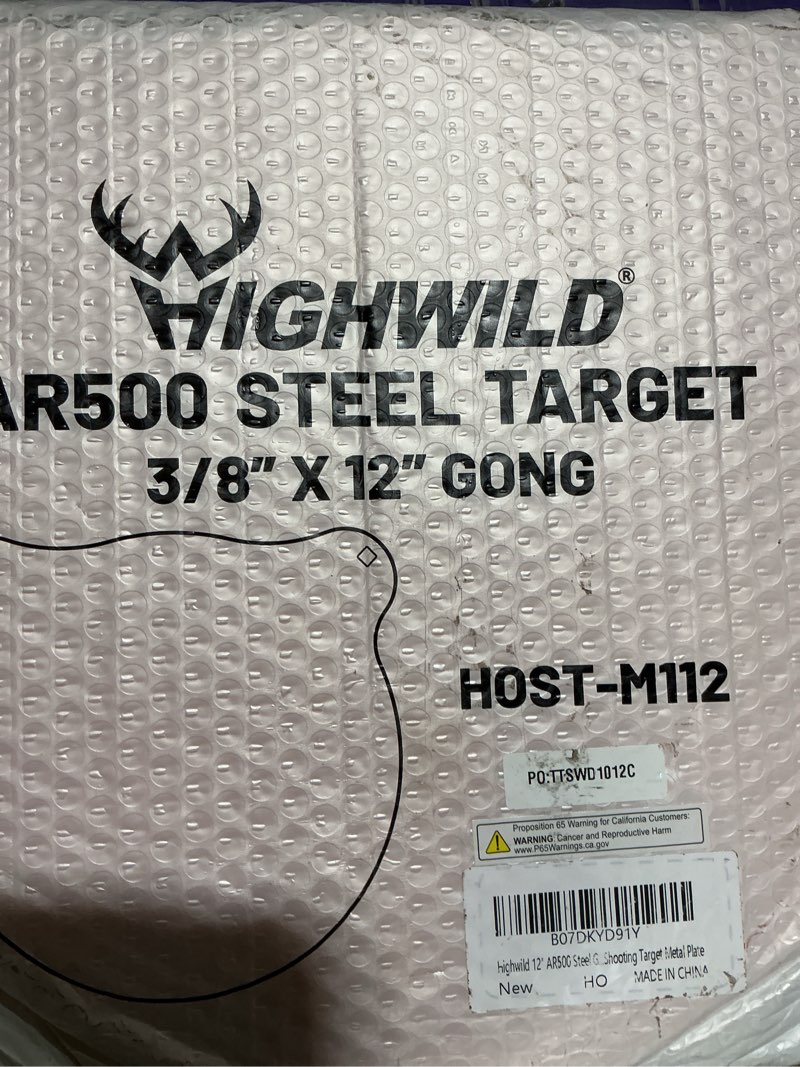 HIGHWILD®
AR500 STEEL TARGET
3/8" X 12" GONG
HOST-M112
PO:TTSWD1012C
Proposition 65 Warning for California Customers:
WARNING: Cancer and Reproductive Harm
www.P65Warnings.ca.gov
B07DKYD91Y
Highwild 12" AR500 Steel G...Shooting Target Metal Plate
New HO MADE IN CHINA